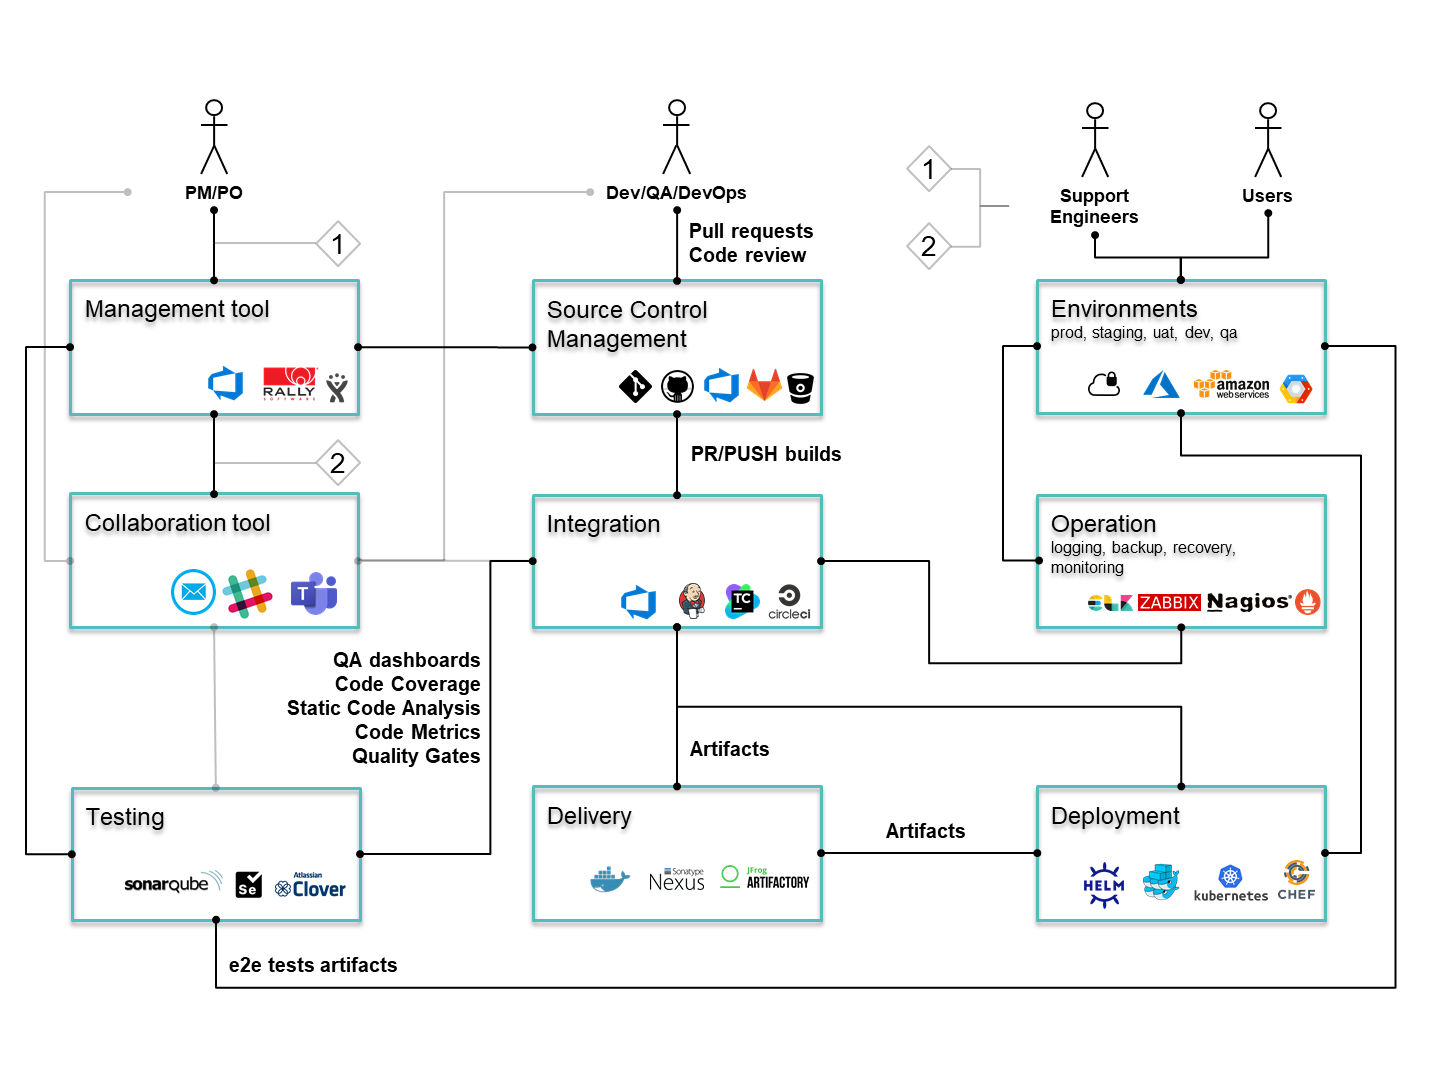 PM/PO
Dev/QA/DevOps
Support
Engineers
Users
1
2
1
Pull requests
Code review
Management tool
RALLY
SOFTWARE
Source Control
Management
Environments
prod, staging, uat, dev, qa
amazon
web services
2
PR/PUSH builds
Collaboration tool
T
Integration
TC
circleci
Operation
logging, backup, recovery,
monitoring
ZABBIX
Nagios®
QA dashboards
Code Coverage
Static Code Analysis
Code Metrics
Quality Gates
Artifacts
Testing
sonarqube
Se
Atlassian
Clover
Delivery
Sonatype
Nexus
JFrog
ARTIFACTORY
Artifacts
Deployment
HELM
kubernetes
CHEF
e2e tests artifacts